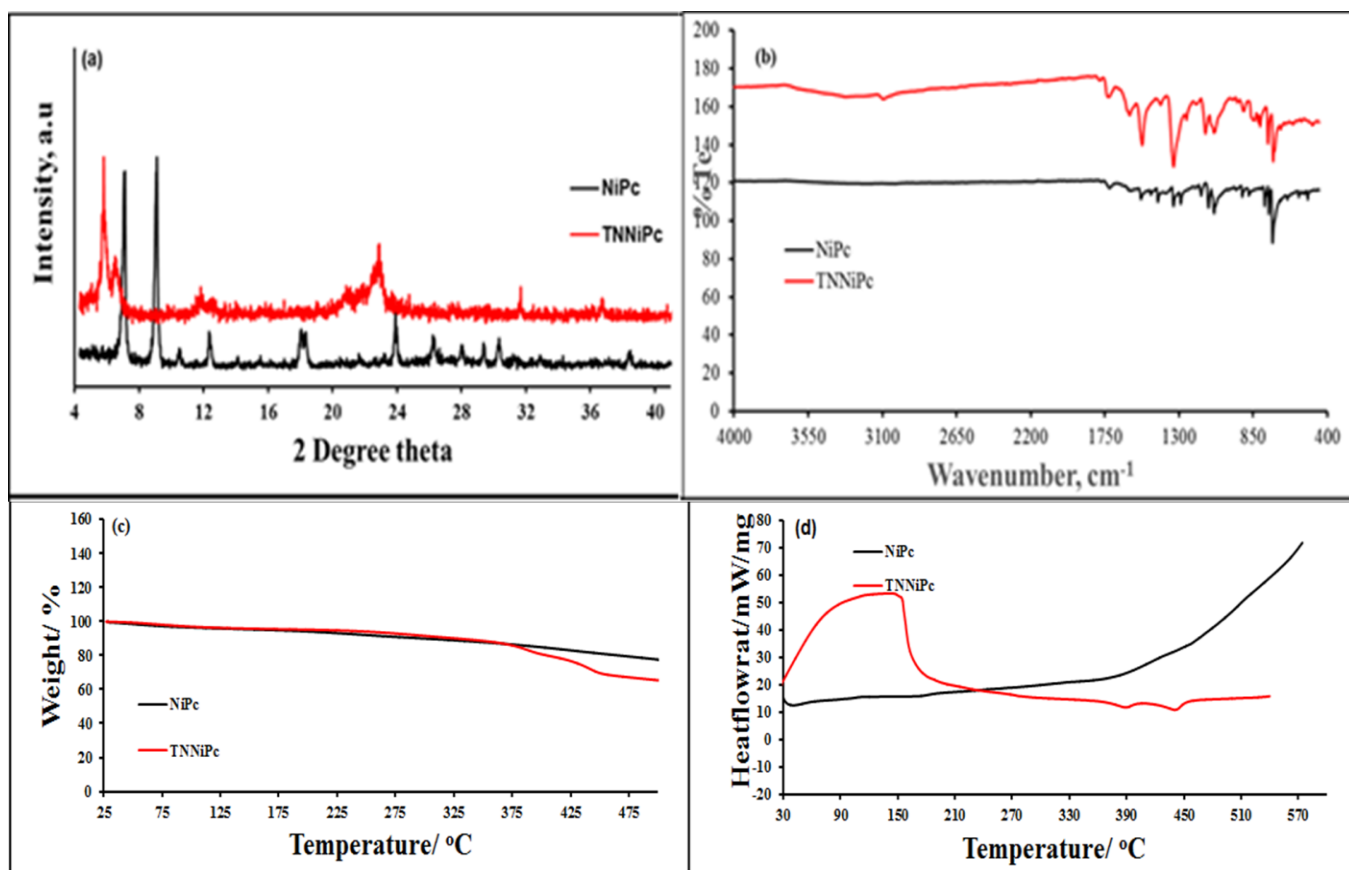 (a)
Intensity, a.u
NiPc
TNNiPc
4 8 12 16 20 24 28 32 36 40
2 Degree theta
(b)
% Tc
200
180
160
140
120
100
80
60
40
20
0
NiPc
TNNiPc
4000 3550 3100 2650 2200 1750 1300 850 400
Wavenumber, cm-1
(c)
Weight/ %
160
140
120
100
80
60
40
20
0
NiPc
TNNiPc
25 75 125 175 225 275 325 375 425 475
Temperature/ oC
(d)
Heatflowrat/mW/mg
80
70
60
50
40
30
20
10
0
-10
-20
NiPc
TNNiPc
30 90 150 210 270 330 390 450 510 570
Temperature/ oC